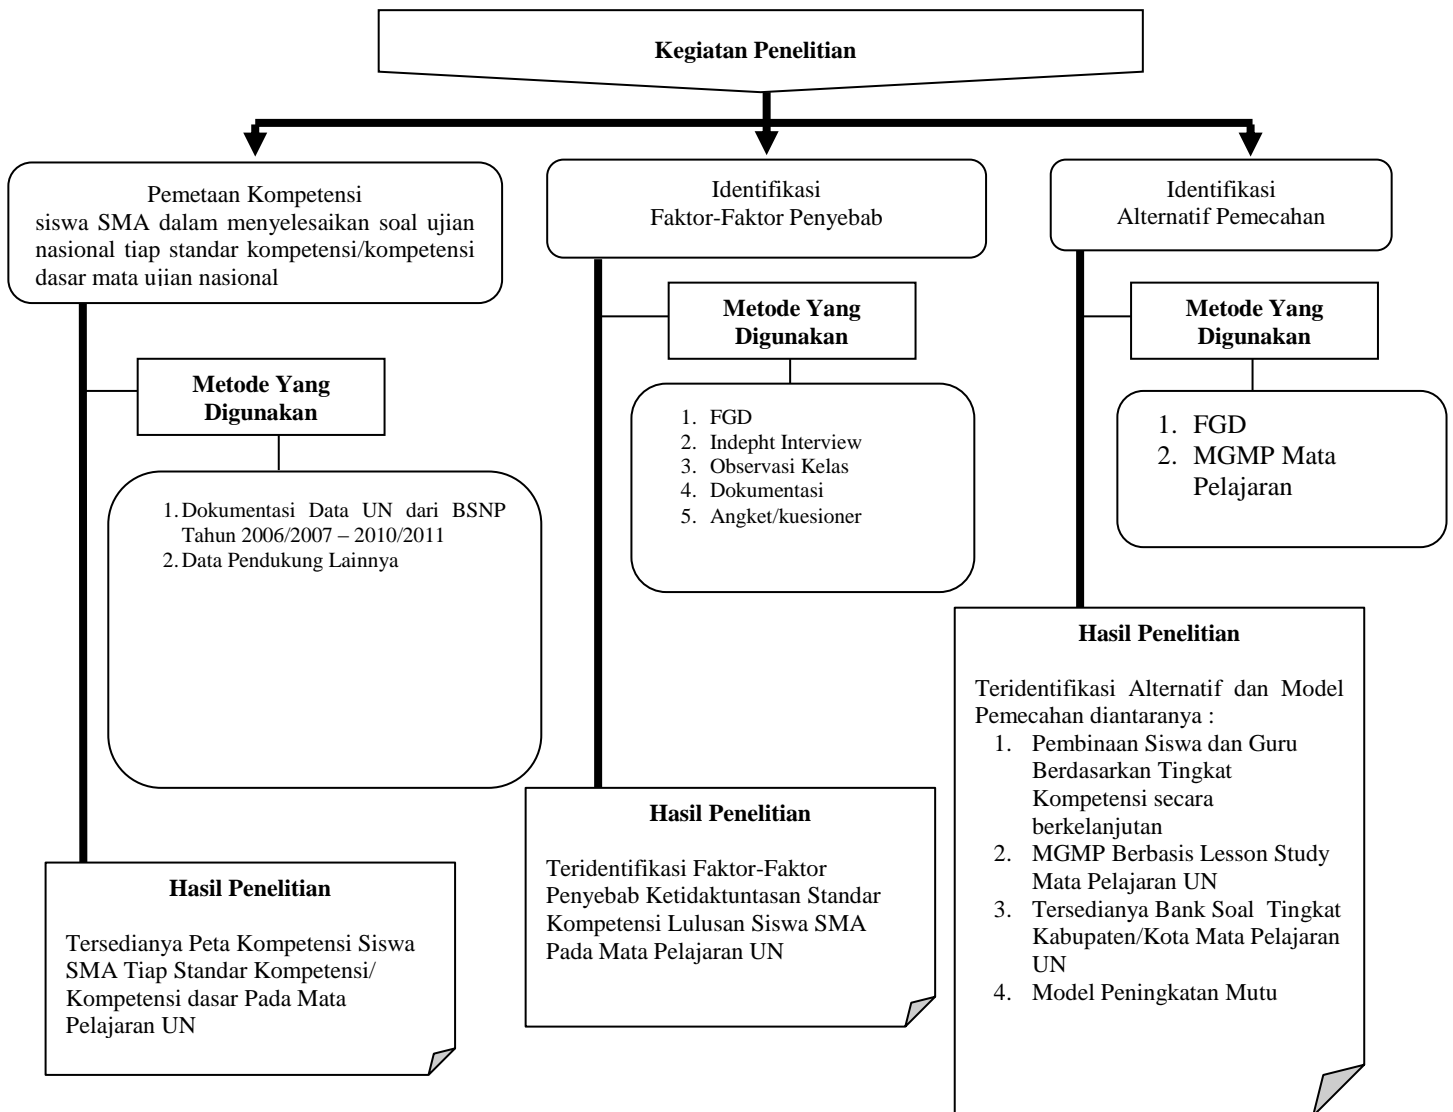 Kegiatan Penelitian
Pemetaan Kompetensi
siswa SMA dalam menyelesaikan soal ujian
nasional tiap standar kompetensi/kompetensi
dasar mata ujian nasional
Metode Yang
Digunakan
1. Dokumentasi Data UN dari BSNP
Tahun 2006/2007 – 2010/2011
2. Data Pendukung Lainnya
Hasil Penelitian
Tersedianya Peta Kompetensi Siswa
SMA Tiap Standar Kompetensi/
Kompetensi dasar Pada Mata
Pelajaran UN
Identifikasi
Faktor-Faktor Penyebab
Metode Yang
Digunakan
1. FGD
2. Indepht Interview
3. Observasi Kelas
4. Dokumentasi
5. Angket/kuesioner
Hasil Penelitian
Teridentifikasi Faktor-Faktor
Penyebab Ketidaktuntasan Standar
Kompetensi Lulusan Siswa SMA
Pada Mata Pelajaran UN
Identifikasi
Alternatif Pemecahan
Metode Yang
Digunakan
1. FGD
2. MGMP Mata
Pelajaran
Hasil Penelitian
Teridentifikasi Alternatif dan Model
Pemecahan diantaranya :
1. Pembinaan Siswa dan Guru
Berdasarkan Tingkat
Kompetensi secara
berkelanjutan
2. MGMP Berbasis Lesson Study
Mata Pelajaran UN
3. Tersedianya Bank Soal Tingkat
Kabupaten/Kota Mata Pelajaran
UN
4. Model Peningkatan Mutu